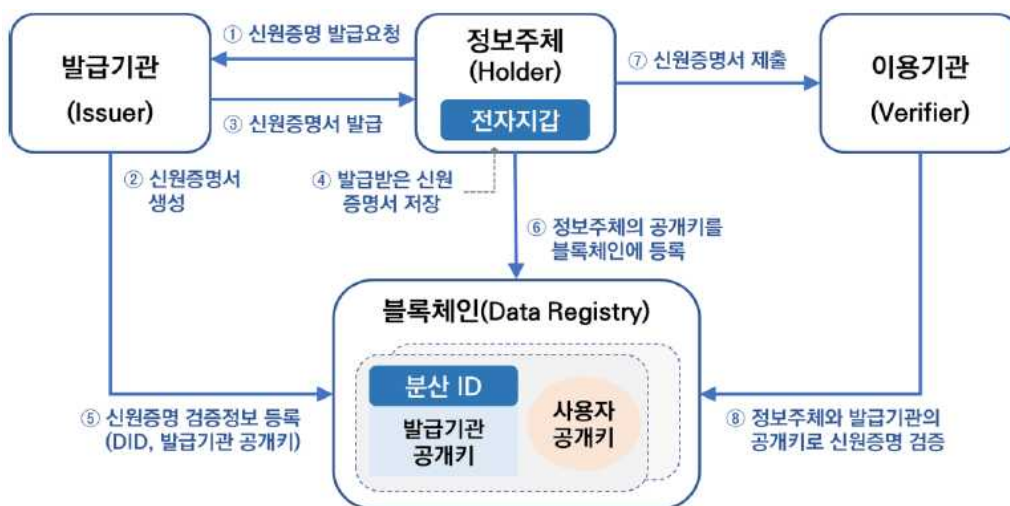 ① 신원증명 발급요청
발급기관
(Issuer)
정보주체
(Holder)
전자지갑
⑦ 신원증명서 제출
이용기관
(Verifier)
③ 신원증명서 발급
② 신원증명서
생성
④ 발급받은 신원
증명서 저장
⑥ 정보주체의 공개키를
블록체인에 등록
블록체인(Data Registry)
분산 ID
발급기관
공개키
사용자
공개키
⑤ 신원증명 검증정보 등록
(DID, 발급기관 공개키)
⑧ 정보주체와 발급기관의
공개키로 신원증명 검증